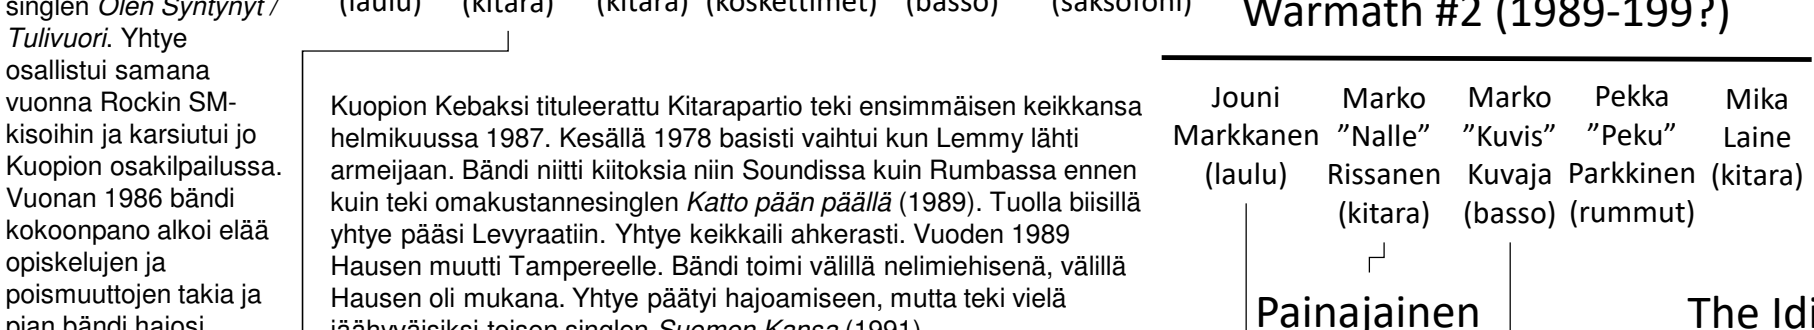 singlen Olen Syntynyt /
Tulivuori. Yhtye
osallistui samana
vuonna Rockin SM-
kisoihin ja karsiutui jo
Kuopion osakilpailussa.
Vuonan 1986 bändi
kokoonpano alkoi elää
opiskelujen ja
poismuuttojen takia ja
pian bändi hajosi.
(laulu) (kitara) (kitara) (koskettimet) (basso) (saksofoni)
Kuopion Kebaksi tituleerattu Kitarapartio teki ensimmäisen keikkansa
helmikuussa 1987. Kesällä 1978 basisti vaihtui kun Lemmy lähti
armeijaan. Bändi niitti kiitoksia niin Soundissa kuin Rumbassa ennen
kuin teki omakustannesinglen Katto pään päällä (1989). Tuolla biisillä
yhtye pääsi Levyraatiin. Yhtye keikkaili ahkerasti. Vuoden 1989
Hausen muutti Tampereelle. Bändi toimi välillä nelimiehisenä, välillä
Hausen oli mukana. Yhtye päätyi hajoamiseen, mutta teki vielä
jäähyväisiksi toisen singlen Suomen Kansa (1991)
Warmath #2 (1989-199?)
Jouni
Markkanen
(laulu)
Marko
”Nalle”
Rissanen
(kitara)
Marko
”Kuvis”
Kuvaja
(basso)
Pekka
”Peku”
Parkkinen
(rummut)
Mika
Laine
(kitara)
Painajainen
The Idi